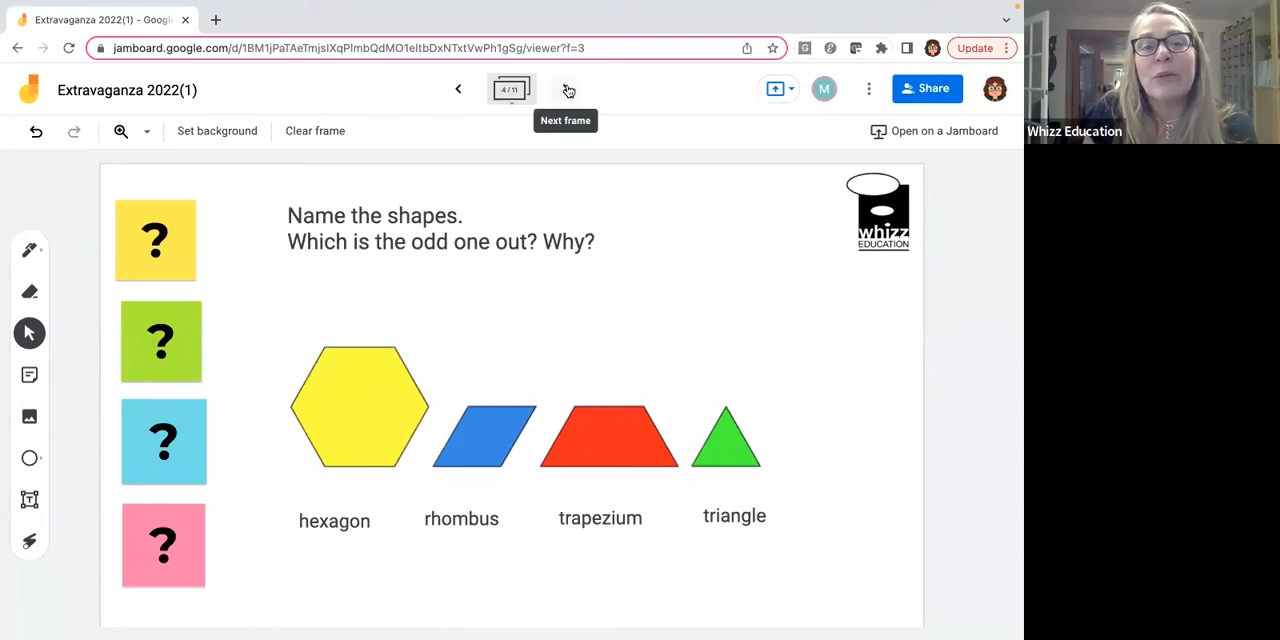 Extravaganza 2022(1) - Googl
jamboard.google.com/d/1BM1jPaTAeTmjsIXqPlmbQdMO1eltbDxNTxtVwPh1gSg/viewer?f=3
Update
Extravaganza 2022(1)
4 / 11
M
Share
Next frame
Set background
Clear frame
Open on a Jamboard
Whizz Education
Name the shapes.
Which is the odd one out? Why?
whizz
EDUCATION
?
?
?
?
hexagon
rhombus
trapezium
triangle